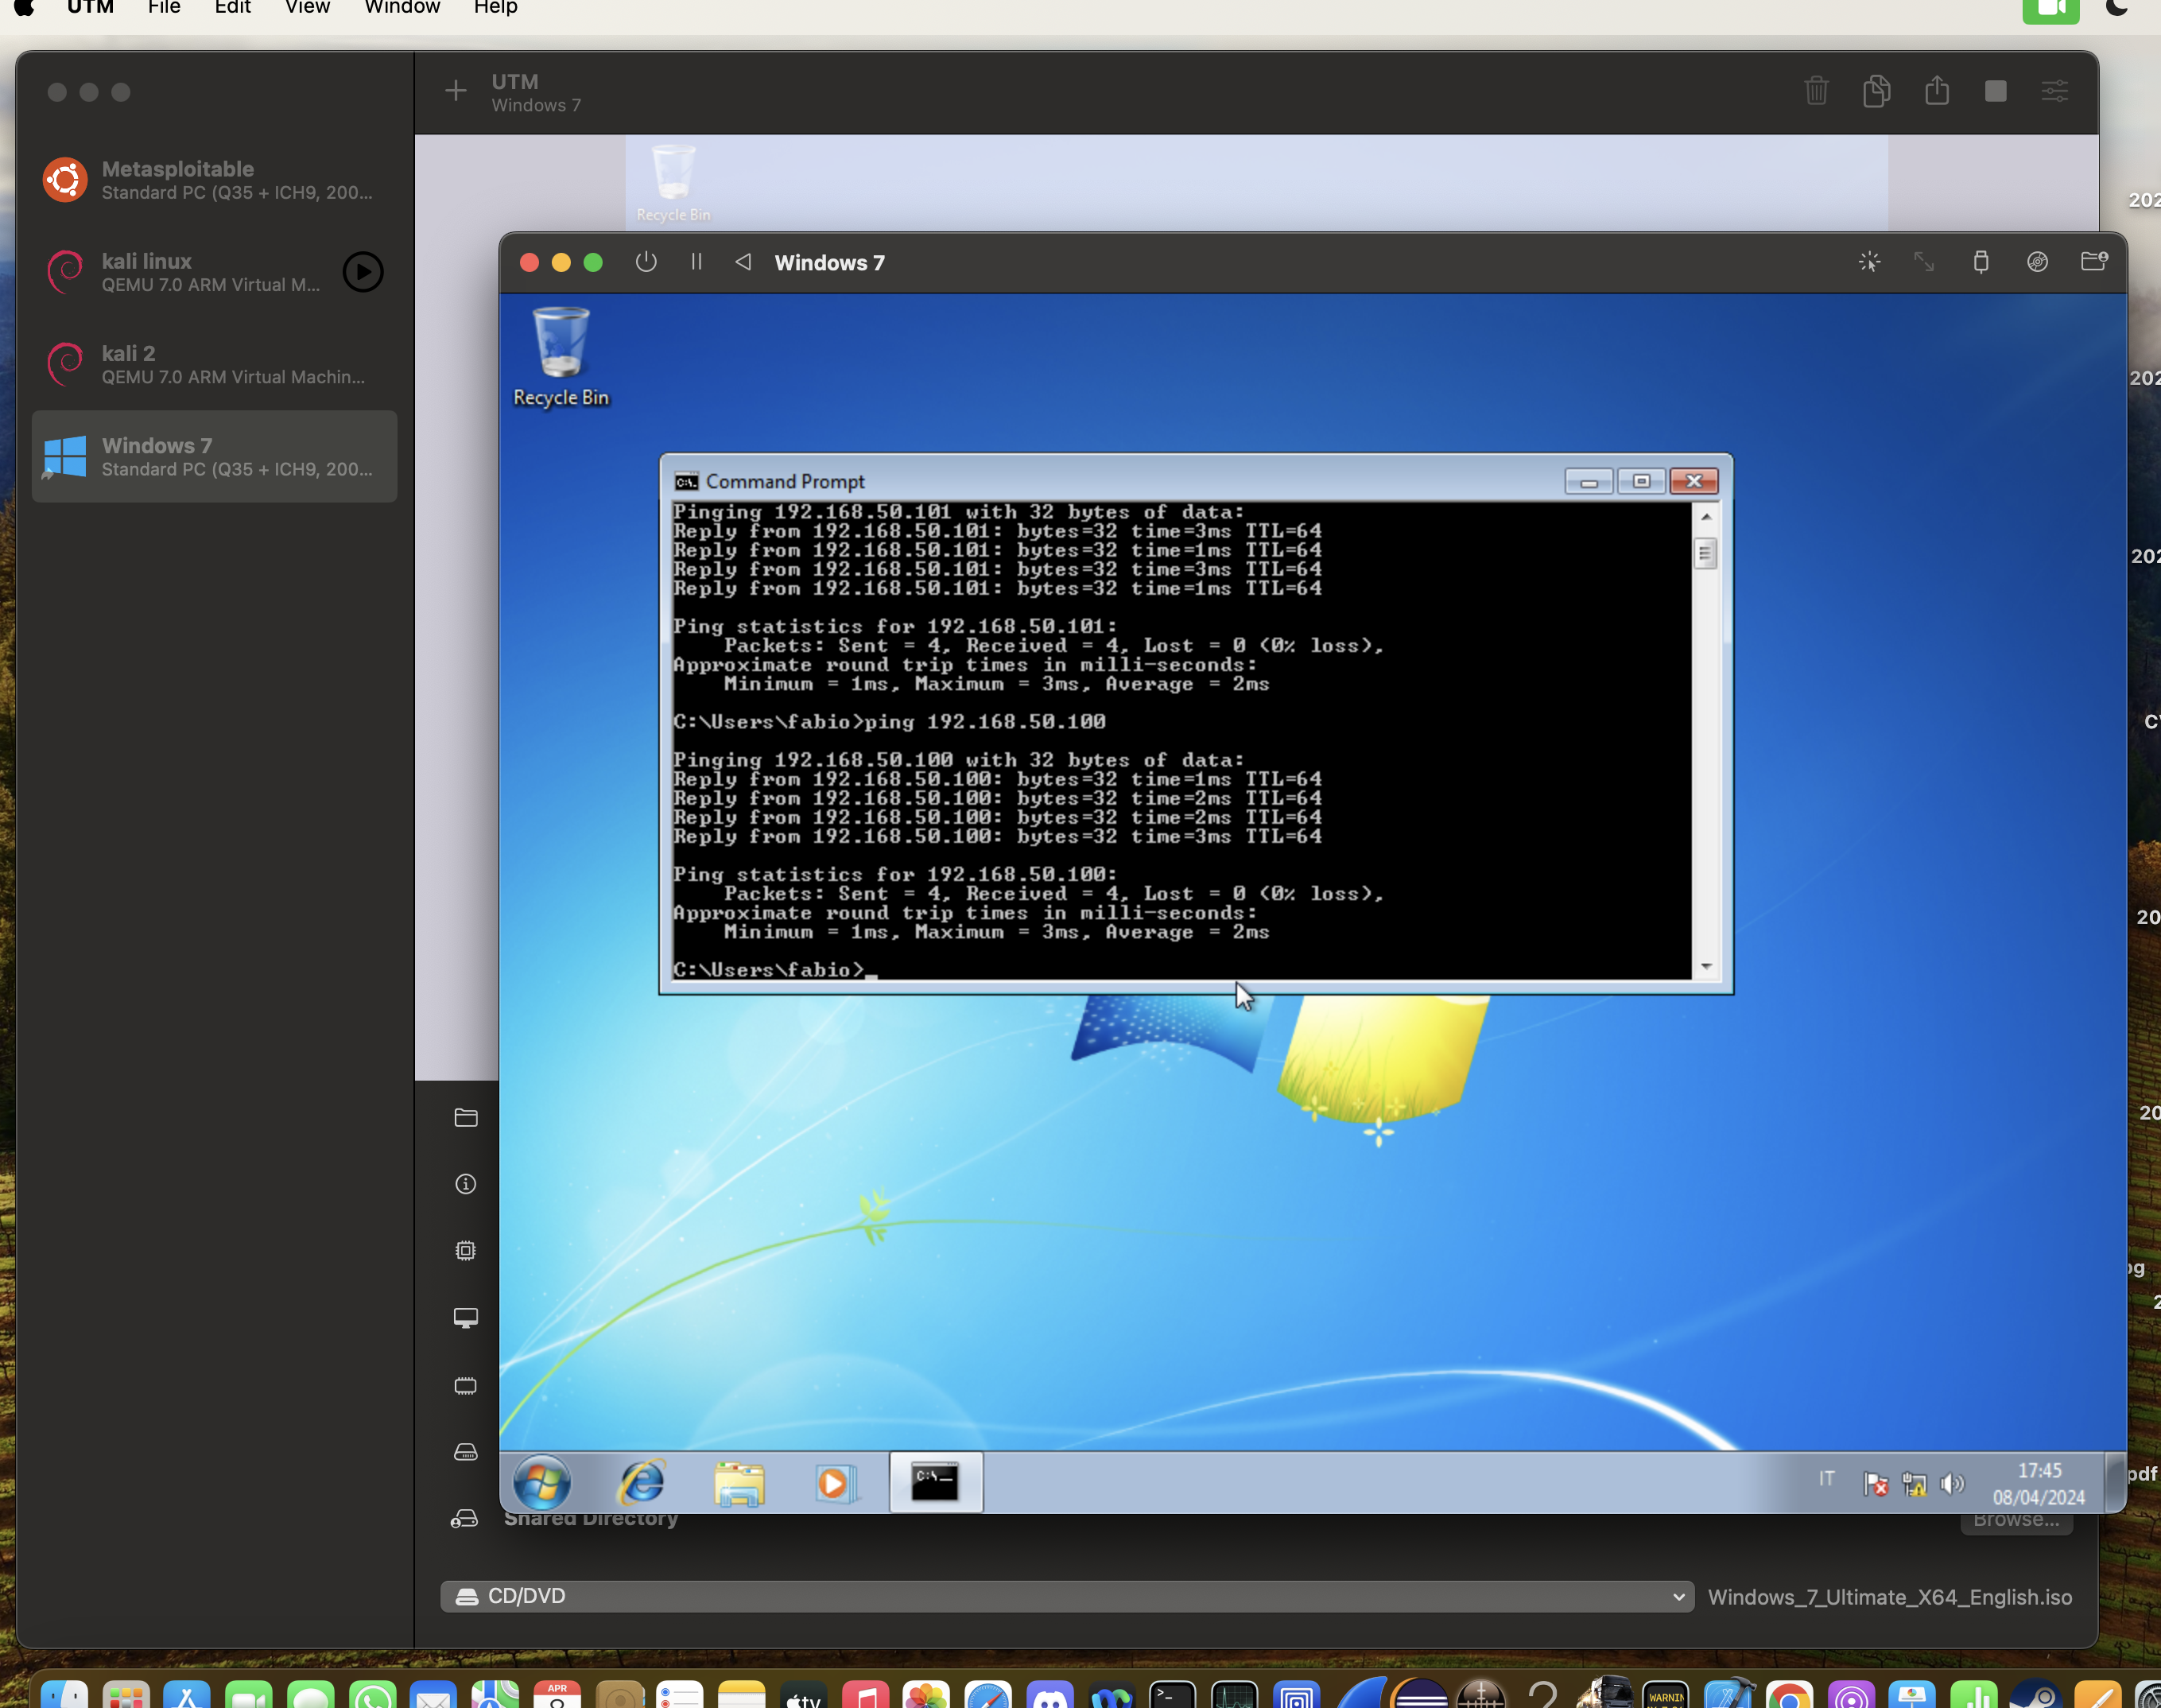 UTM File Edit View Window Help
UTM
Windows 7
Metasploitable
Standard PC (Q35 + ICH9, 200...
kali linux
QEMU 7.0 ARM Virtual M...
kali 2
QEMU 7.0 ARM Virtual Machin...
Windows 7
Standard PC (Q35 + ICH9, 200...
Recycle Bin
Windows 7
Recycle Bin
Command Prompt
Pinging 192.168.50.101 with 32 bytes of data:
Reply from 192.168.50.101: bytes=32 time=3ms TTL=64
Reply from 192.168.50.101: bytes=32 time=1ms TTL=64
Reply from 192.168.50.101: bytes=32 time=3ms TTL=64
Reply from 192.168.50.101: bytes=32 time=1ms TTL=64
Ping statistics for 192.168.50.101:
Packets: Sent = 4, Received = 4, Lost = 0 (0% loss),
Approximate round trip times in milli-seconds:
Minimum = 1ms, Maximum = 3ms, Average = 2ms
C:\Users\fabio>ping 192.168.50.100
Pinging 192.168.50.100 with 32 bytes of data:
Reply from 192.168.50.100: bytes=32 time=1ms TTL=64
Reply from 192.168.50.100: bytes=32 time=2ms TTL=64
Reply from 192.168.50.100: bytes=32 time=2ms TTL=64
Reply from 192.168.50.100: bytes=32 time=3ms TTL=64
Ping statistics for 192.168.50.100:
Packets: Sent = 4, Received = 4, Lost = 0 (0% loss),
Approximate round trip times in milli-seconds:
Minimum = 1ms, Maximum = 3ms, Average = 2ms
C:\Users\fabio>_
IT
17:45
08/04/2024
Shared Directory
Browse...
CD/DVD
Windows_7_Ultimate_X64_English.iso
pdf
APR
tv